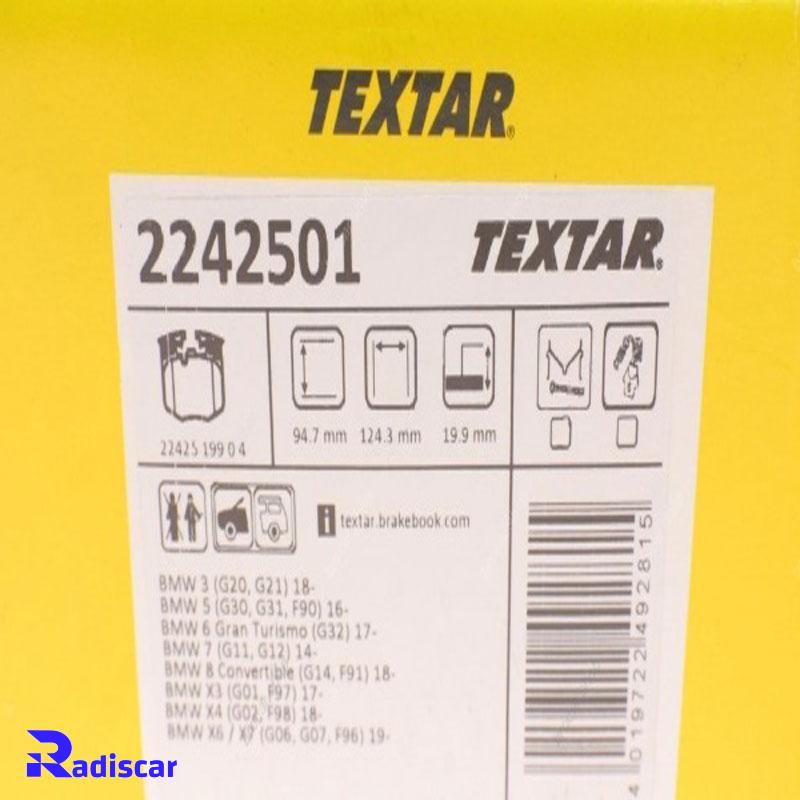 TEXTAR®
2242501 TEXTAR®
94.7 mm 124.3 mm 19.9 mm
22425 199 0 4
i textar.brakebook.com
BMW 3 (G20, G21) 18-
BMW 5 (G30, G31, F90) 16-
BMW 6 Gran Turismo (G32) 17-
BMW 7 (G11, G12) 14-
BMW 8 Convertible (G14, F91) 18-
BMW X3 (G01, F97) 17-
BMW X4 (G02, F98) 18-
BMW X6 / X7 (G06, G07, F96) 19-
4 019722 492815
Radiscar